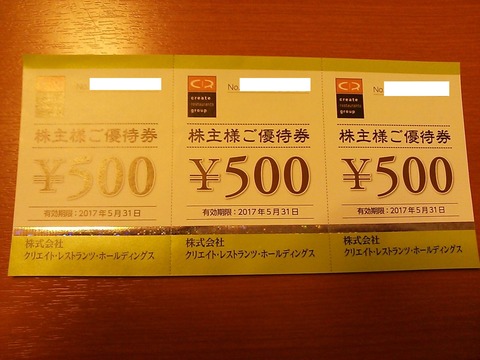 No.
株主様ご優待券
¥500
有効期限：2017年5月31日
株式会社
クリエイト・レストランツ・ホールディングス
CR
create
restaurants
group
No.
株主様ご優待券
¥500
有効期限：2017年5月31日
株式会社
クリエイト・レストランツ・ホールディングス
CR
create
restaurants
group
No.
株主様ご優待券
¥500
有効期限：2017年5月31日
株式会社
クリエイト・レストランツ・ホールディングス